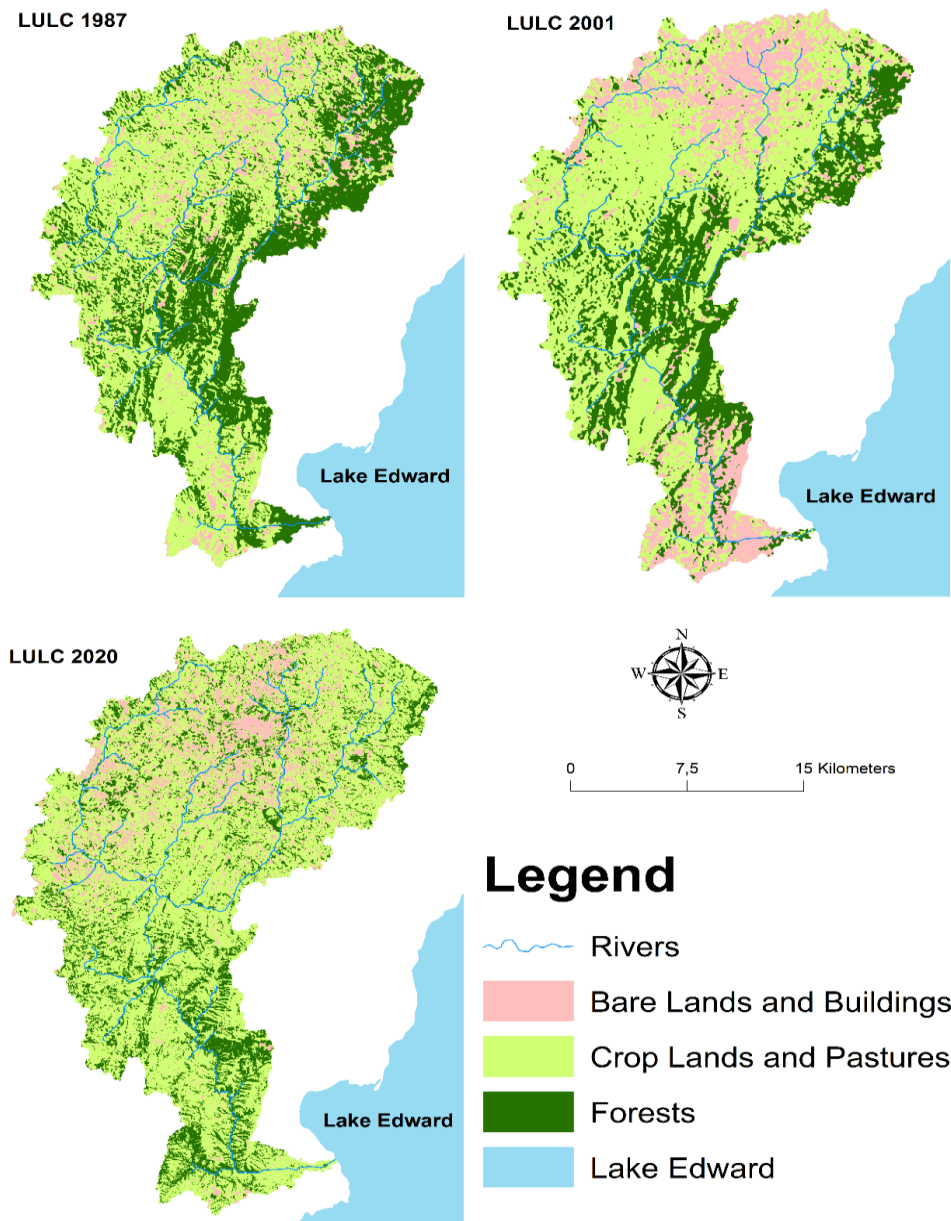 LULC 1987
LULC 2001
Lake Edward
Lake Edward
LULC 2020
N
W E
S
0 7,5 15 Kilometers
Lake Edward
Legend
Rivers
Bare Lands and Buildings
Crop Lands and Pastures
Forests
Lake Edward